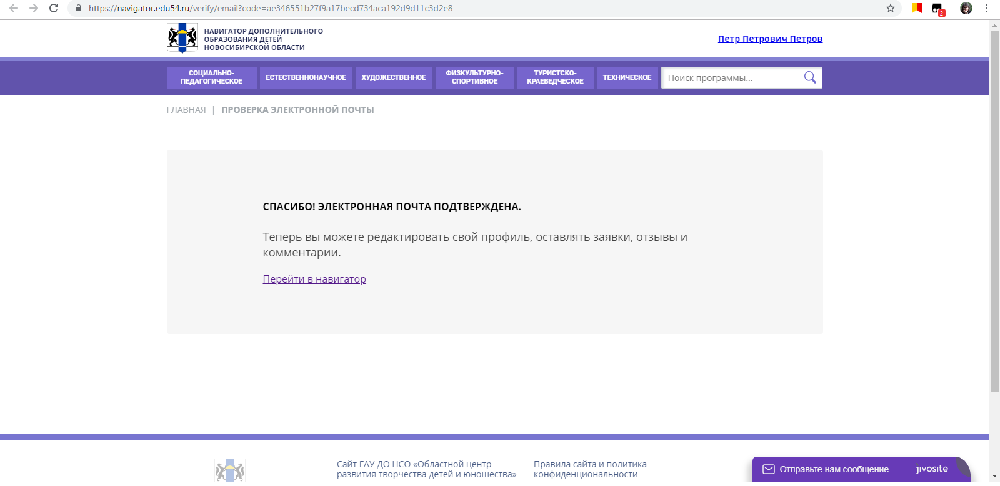 https://navigator.edu54.ru/verify/email?code=ae346551b27f9a17becd734aca192d9d11c3d2e8
2
НАВИГАТОР ДОПОЛНИТЕЛЬНОГО
ОБРАЗОВАНИЯ ДЕТЕЙ
НОВОСИБИРСКОЙ ОБЛАСТИ
Петр Петрович Петров
СОЦИАЛЬНО-
ПЕДАГОГИЧЕСКОЕ
ЕСТЕСТВЕННОНАУЧНОЕ
ХУДОЖЕСТВЕННОЕ
ФИЗКУЛЬТУРНО-
СПОРТИВНОЕ
ТУРИСТСКО-
КРАЕВЕДЧЕСКОЕ
ТЕХНИЧЕСКОЕ
Поиск программы...
ГЛАВНАЯ | ПРОВЕРКА ЭЛЕКТРОННОЙ ПОЧТЫ
СПАСИБО! ЭЛЕКТРОННАЯ ПОЧТА ПОДТВЕРЖДЕНА.
Теперь вы можете редактировать свой профиль, оставлять заявки, отзывы и
комментарии.
Перейти в навигатор
Сайт ГАУ ДО НСО «Областной центр
развития творчества детей и юношества»
Правила сайта и политика
конфиденциальности
Отправьте нам сообщение
jivosite